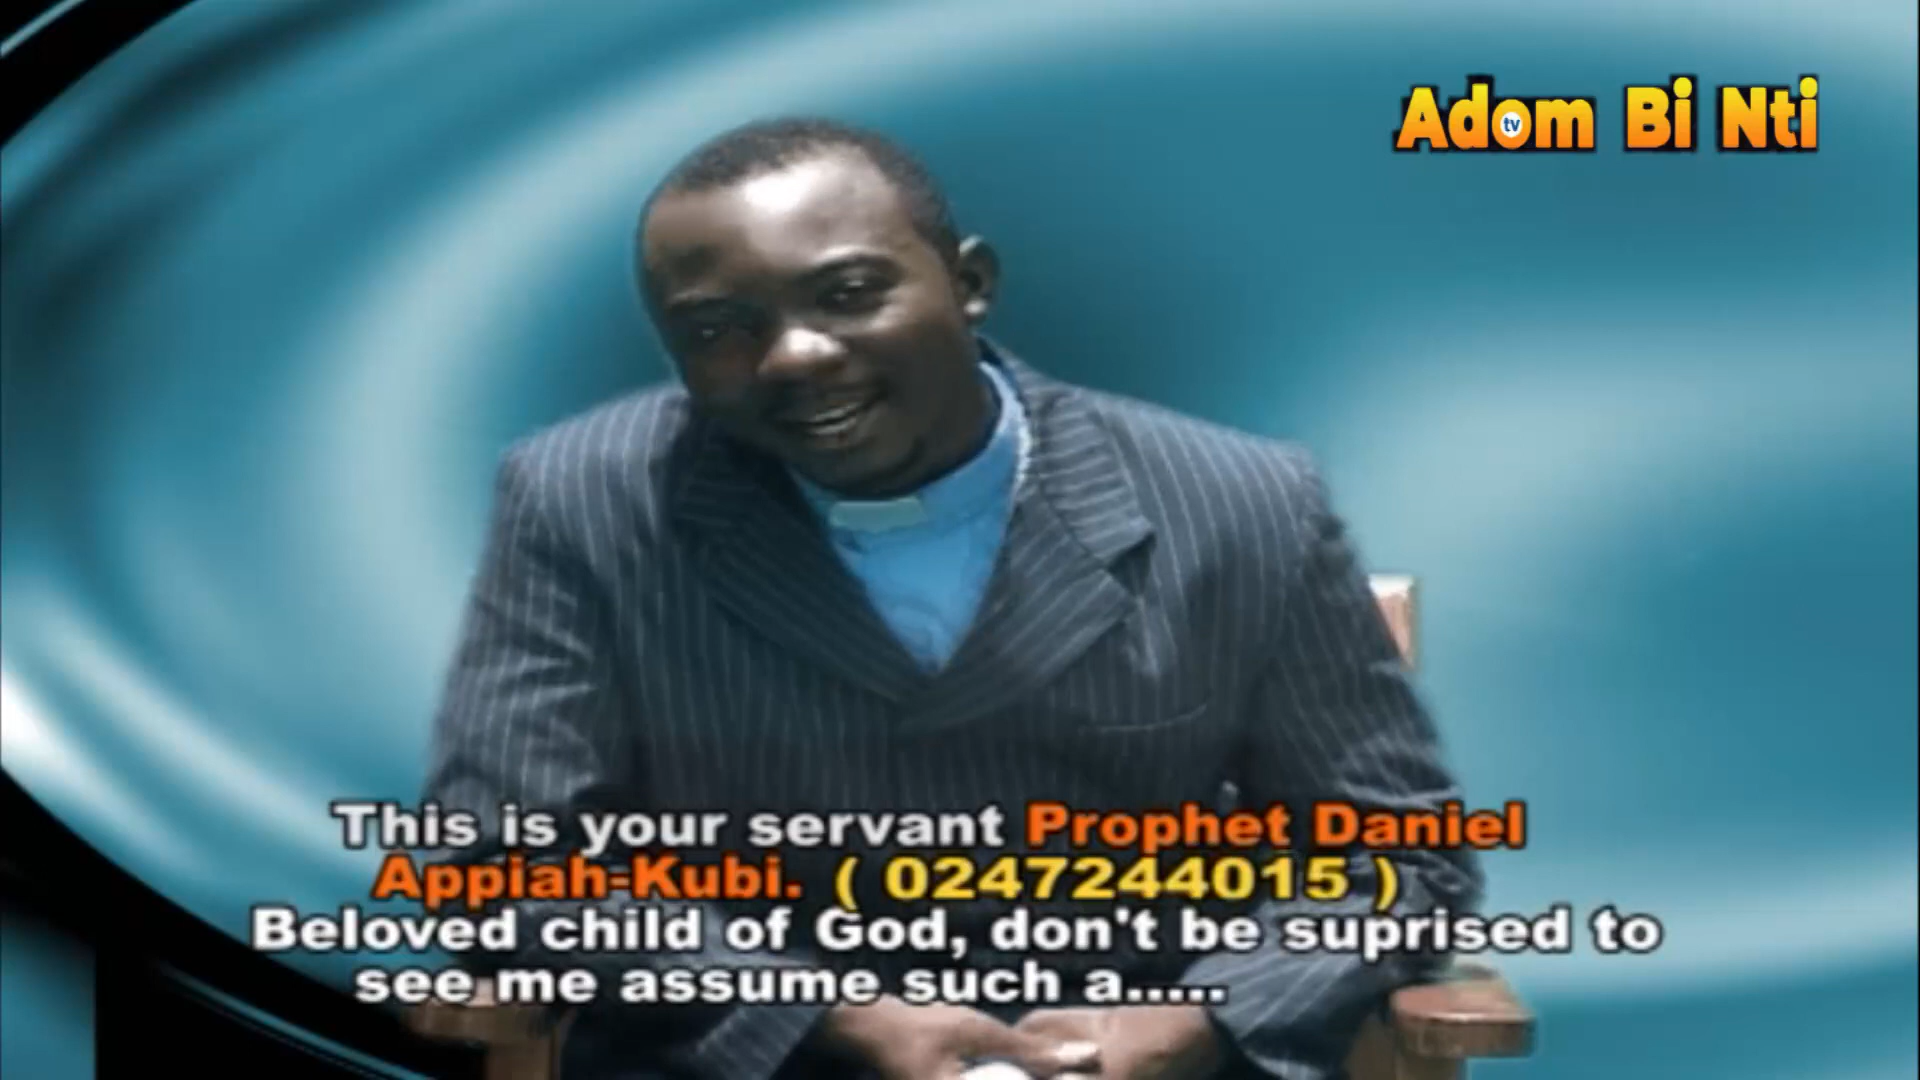 Adom Bi Nti
tv
This is your servant Prophet Daniel
Appiah-Kubi. ( 0247244015 )
Beloved child of God, don't be suprised to
see me assume such a.....